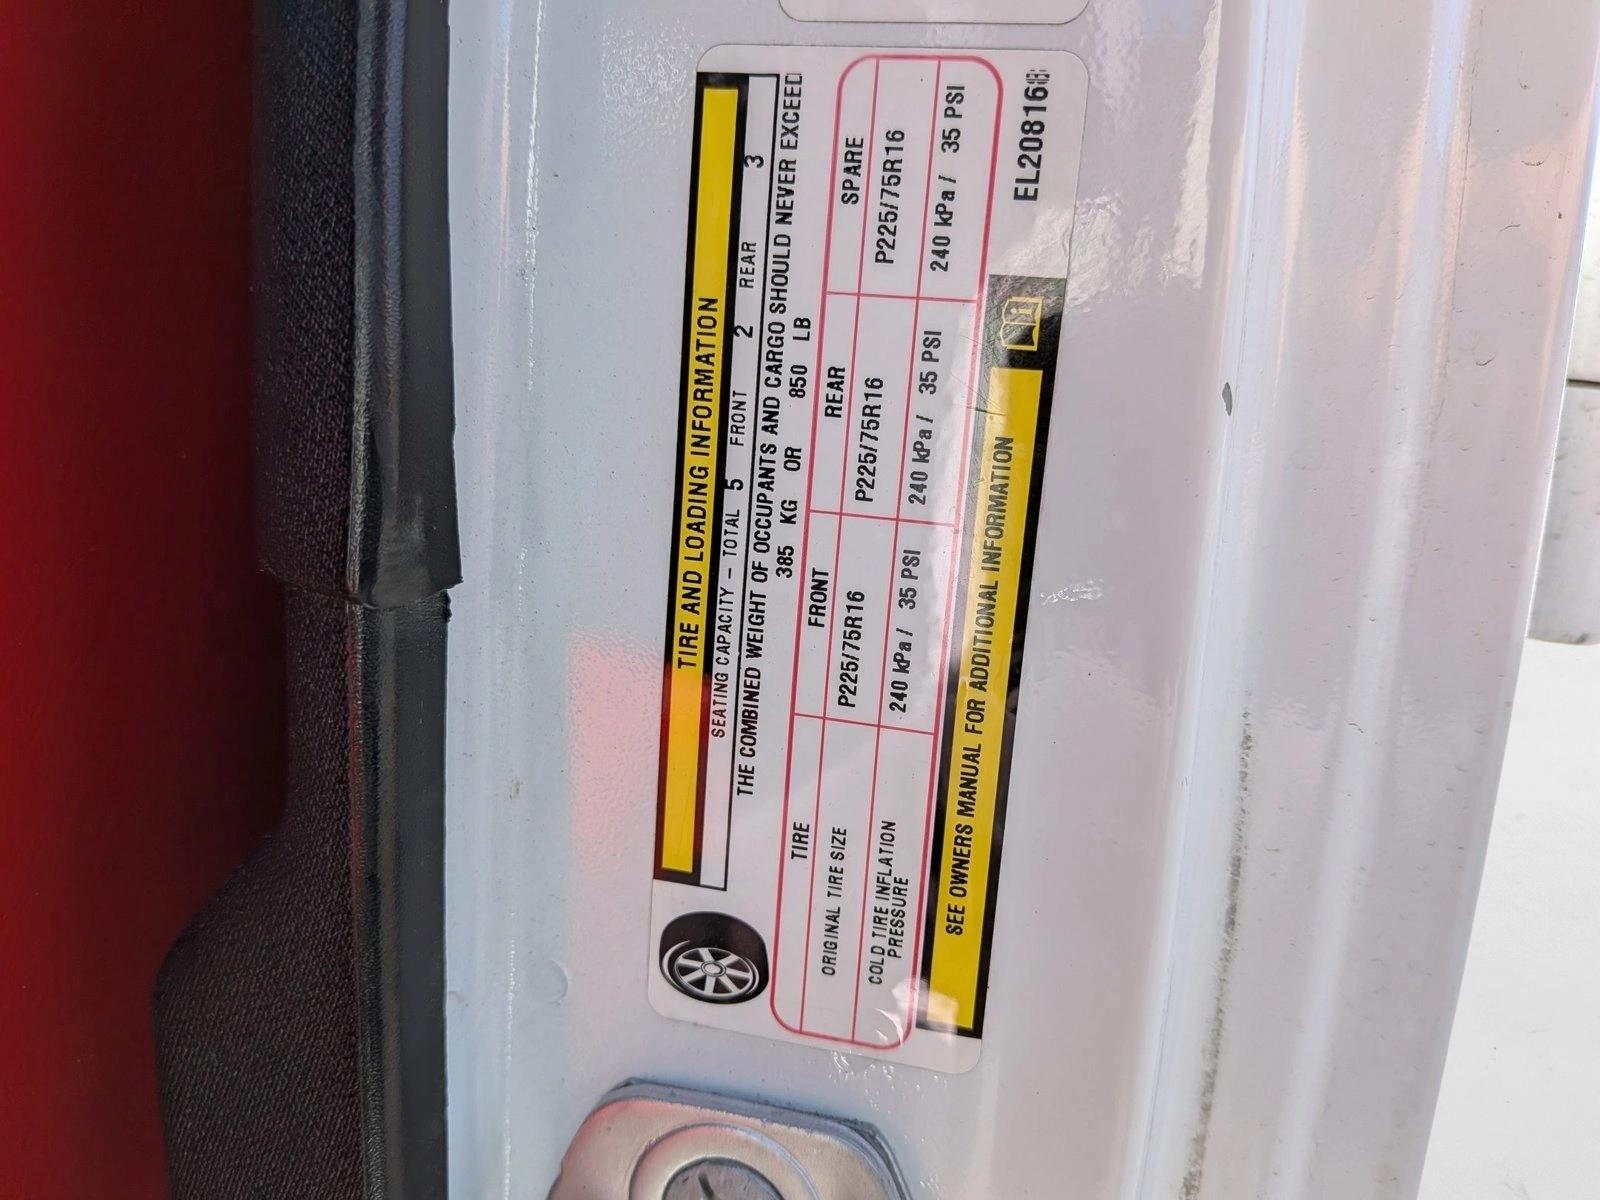 TIRE AND LOADING INFORMATION
SEATING CAPACITY – TOTAL 5 FRONT 2 REAR 3
THE COMBINED WEIGHT OF OCCUPANTS AND CARGO SHOULD NEVER EXCEED
385 KG OR 850 LB
TIRE FRONT REAR SPARE
ORIGINAL TIRE SIZE P225/75R16 P225/75R16 P225/75R16
COLD TIRE INFLATION PRESSURE 240 kPa / 35 PSI 240 kPa / 35 PSI 240 kPa / 35 PSI
SEE OWNERS MANUAL FOR ADDITIONAL INFORMATION